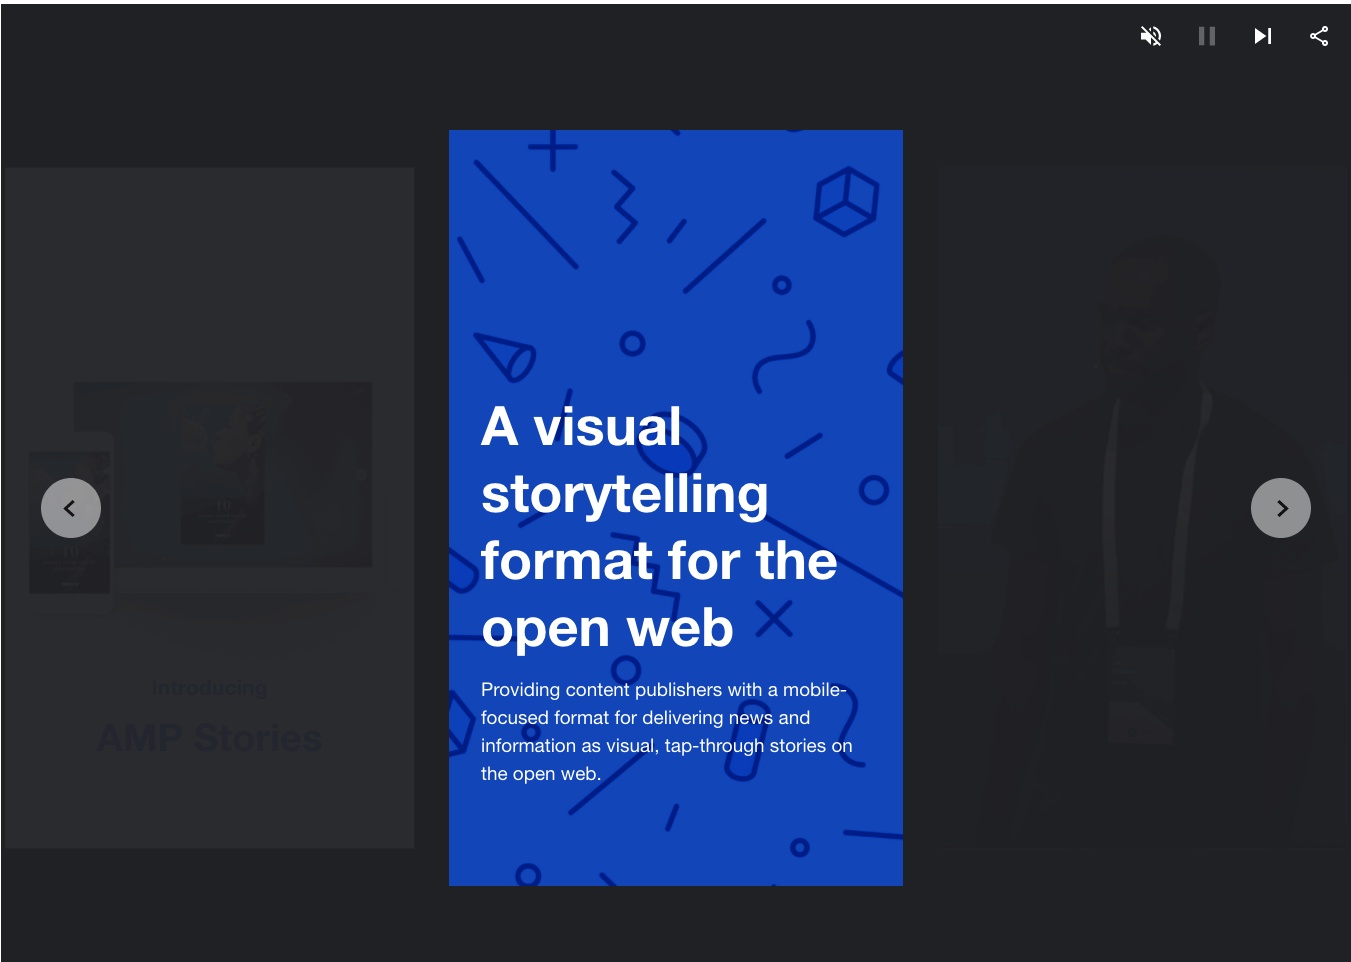 Introducing
AMP Stories
A visual
storytelling
format for the
open web
Providing content publishers with a mobile-
focused format for delivering news and
information as visual, tap-through stories on
the open web.